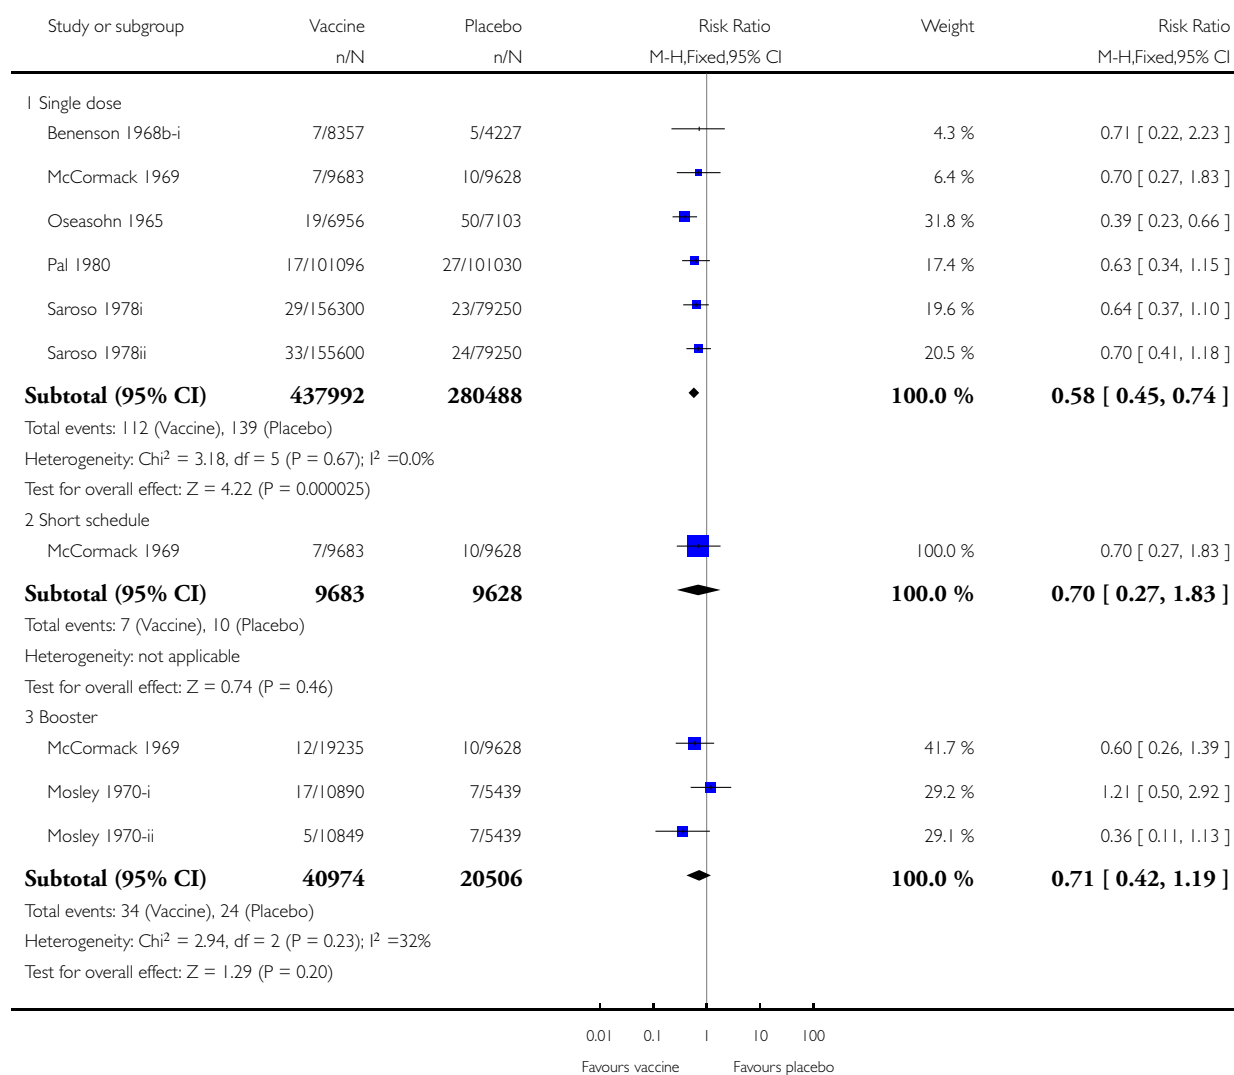 Study or subgroup Vaccine Placebo Risk Ratio Weight Risk Ratio
n/N n/N M-H,Fixed,95% CI M-H,Fixed,95% CI
1 Single dose
Benenson 1968b-i 7/8357 5/4227 4.3 % 0.71 [ 0.22, 2.23 ]
McCormack 1969 7/9683 10/9628 6.4 % 0.70 [ 0.27, 1.83 ]
Oseasohn 1965 19/6956 50/7103 31.8 % 0.39 [ 0.23, 0.66 ]
Pal 1980 17/101096 27/101030 17.4 % 0.63 [ 0.34, 1.15 ]
Saroso 1978i 29/156300 23/79250 19.6 % 0.64 [ 0.37, 1.10 ]
Saroso 1978ii 33/155600 24/79250 20.5 % 0.70 [ 0.41, 1.18 ]
Subtotal (95% CI) 437992 280488 100.0 % 0.58 [ 0.45, 0.74 ]
Total events: 112 (Vaccine), 139 (Placebo)
Heterogeneity: Chi² = 3.18, df = 5 (P = 0.67); I² =0.0%
Test for overall effect: Z = 4.22 (P = 0.000025)
2 Short schedule
McCormack 1969 7/9683 10/9628 100.0 % 0.70 [ 0.27, 1.83 ]
Subtotal (95% CI) 9683 9628 100.0 % 0.70 [ 0.27, 1.83 ]
Total events: 7 (Vaccine), 10 (Placebo)
Heterogeneity: not applicable
Test for overall effect: Z = 0.74 (P = 0.46)
3 Booster
McCormack 1969 12/19235 10/9628 41.7 % 0.60 [ 0.26, 1.39 ]
Mosley 1970-i 17/10890 7/5439 29.2 % 1.21 [ 0.50, 2.92 ]
Mosley 1970-ii 5/10849 7/5439 29.1 % 0.36 [ 0.11, 1.13 ]
Subtotal (95% CI) 40974 20506 100.0 % 0.71 [ 0.42, 1.19 ]
Total events: 34 (Vaccine), 24 (Placebo)
Heterogeneity: Chi² = 2.94, df = 2 (P = 0.23); I² =32%
Test for overall effect: Z = 1.29 (P = 0.20)
0.01 0.1 1 10 100
Favours vaccine Favours placebo